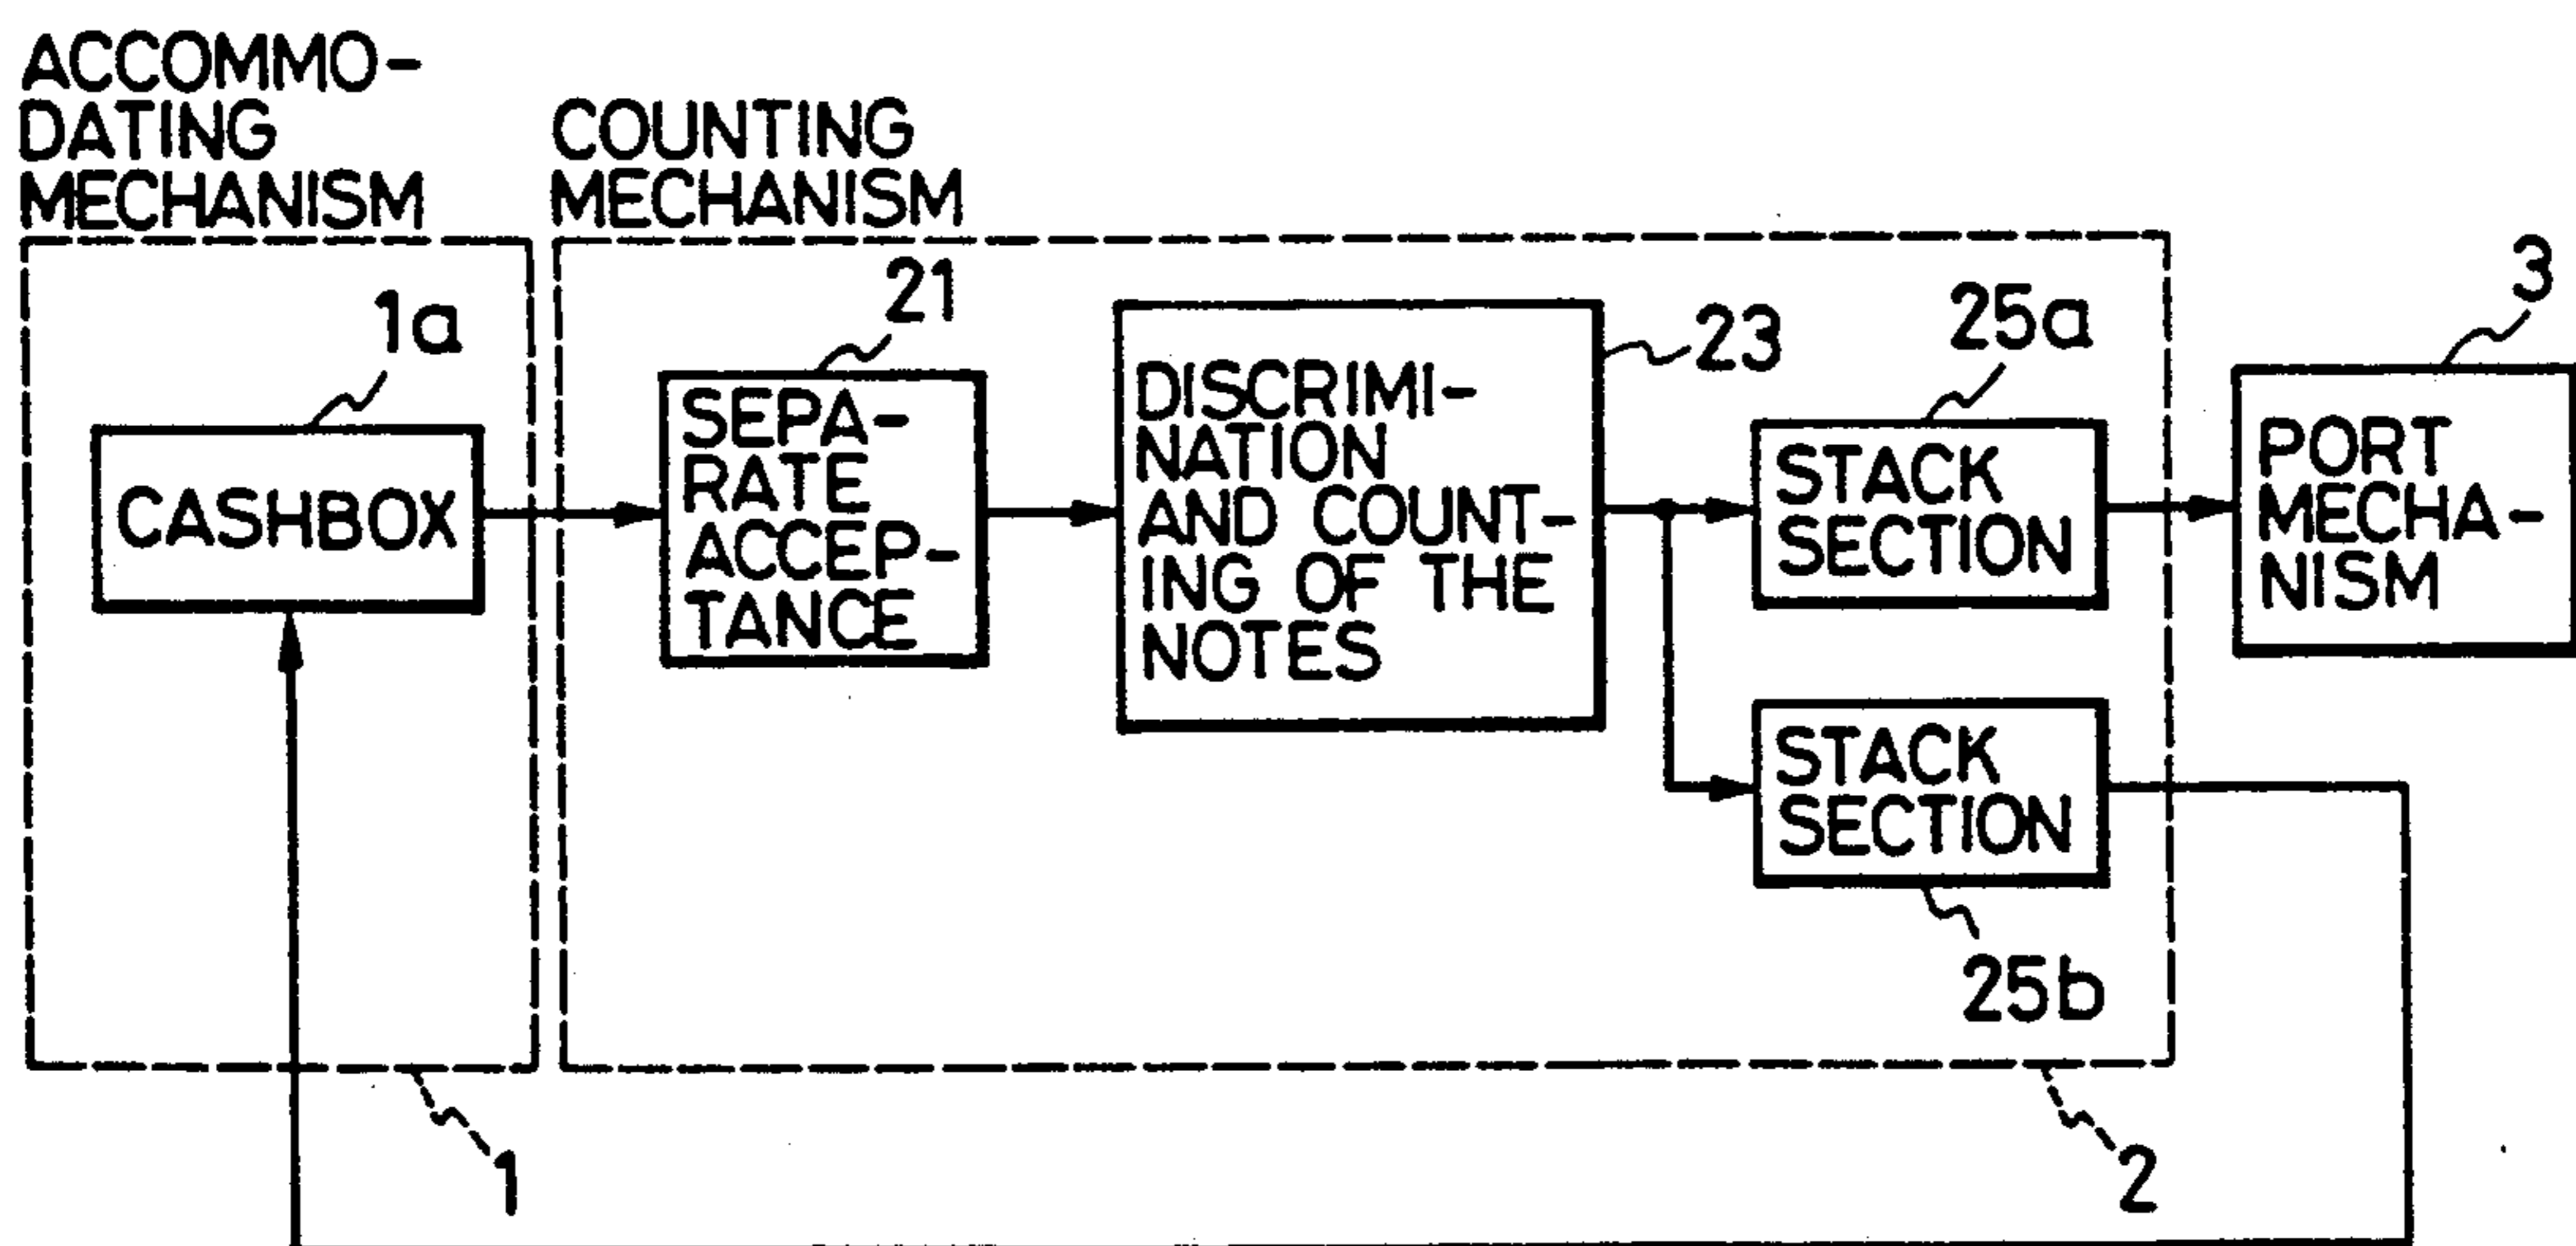 ACCOMMO-
DATING
MECHANISM
COUNTING
MECHANISM
1a
CASHBOX
21
SEPA-
RATE
ACCEP-
TANCE
23
DISCRIMI-
NATION
AND COUNT-
ING OF THE
NOTES
25a
STACK
SECTION
3
PORT
MECHA-
NISM
STACK
SECTION
25b
1
2